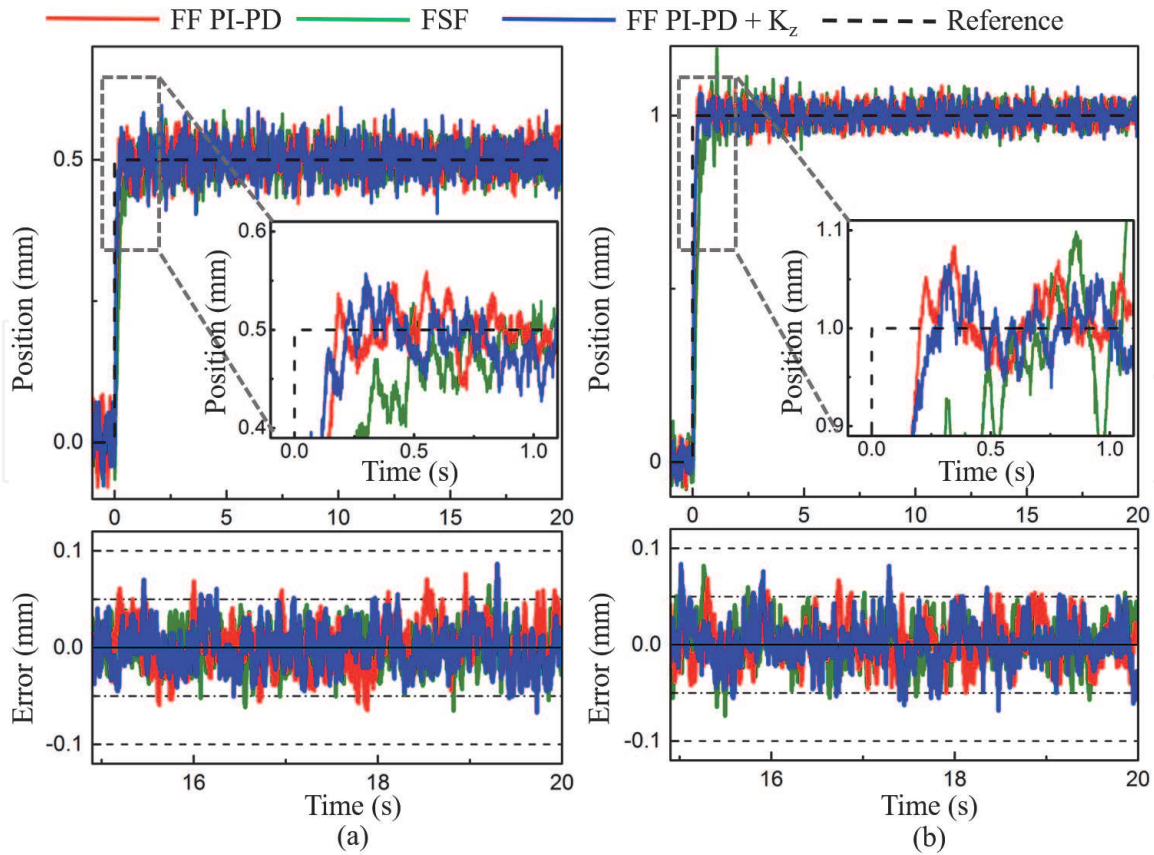 FF PI-PD FSF FF PI-PD + Kz Reference
Position (mm)
0.5
0.0
0 5 10 15 20
Position (mm)
0.6
0.5
0.4
0.0 0.5 1.0
Time (s)
Error (mm)
0.1
0.0
-0.1
16 18 20
Time (s)
(a)
Position (mm)
1
0
0 5 10 15 20
Position (mm)
1.1
1.0
0.9
0.0 0.5 1.0
Time (s)
Error (mm)
0.1
0.0
-0.1
16 18 20
Time (s)
(b)